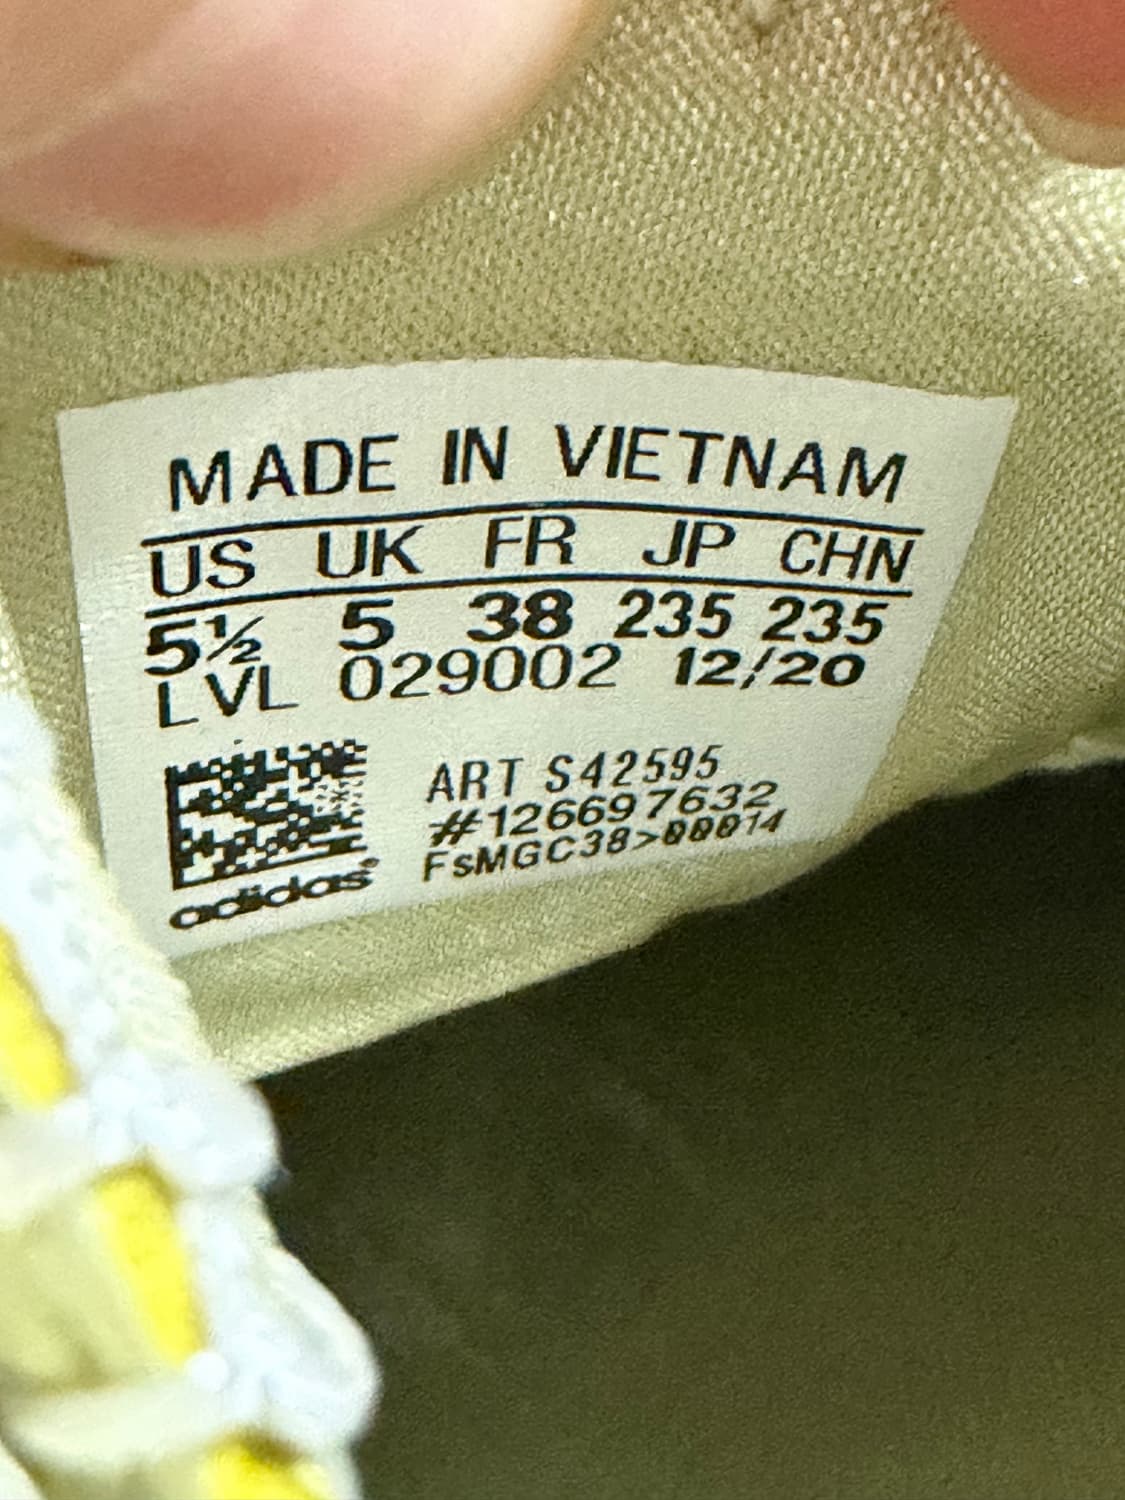 MADE IN VIETNAM
US UK FR JP CHN
5½ 5 38 235 235
LVL 029002 12/20
ART S42595
#126697632
FsMGC38>00014
adidas®